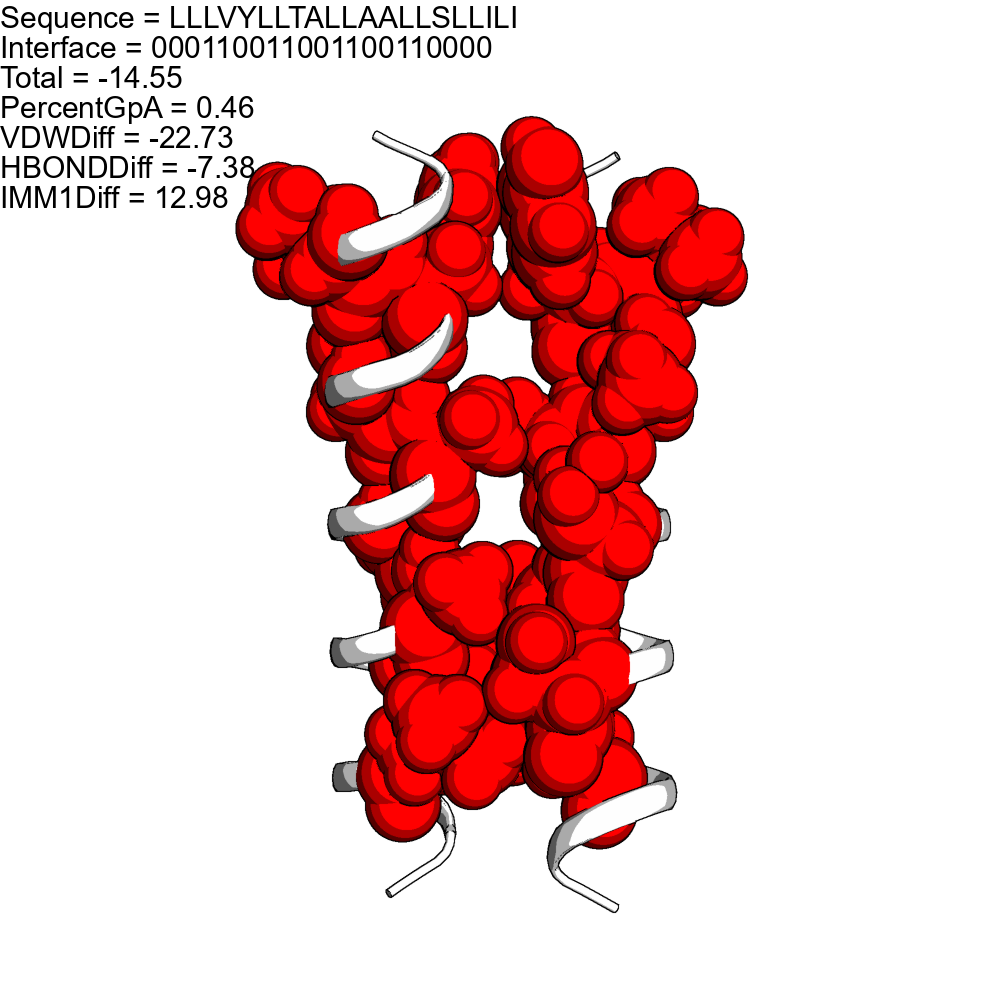 Sequence = LLLVYLLTALLAALLSLLILI
Interface = 000110011001100110000
Total = -14.55
PercentGpA = 0.46
VDWDiff = -22.73
HBONDDiff = -7.38
IMM1Diff = 12.98